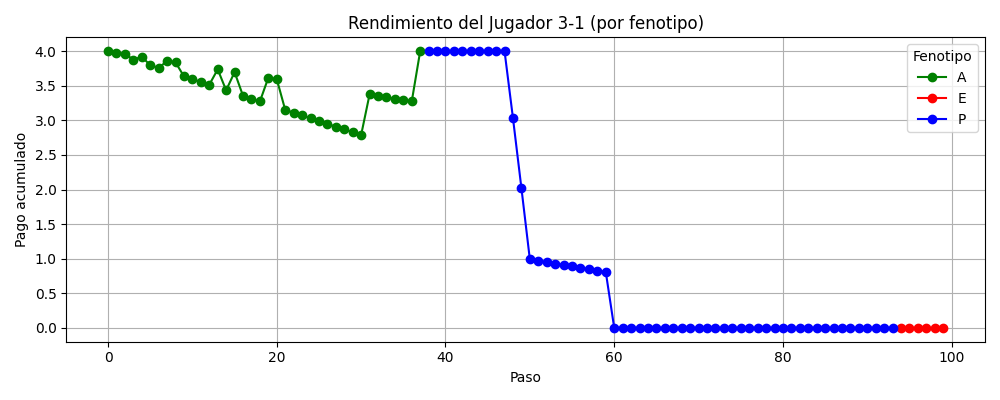 Rendimiento del Jugador 3-1 (por fenotipo)
Pago acumulado
4.0
3.5
3.0
2.5
2.0
1.5
1.0
0.5
0.0
Fenotipo
A
E
P
0 20 40 60 80 100
Paso